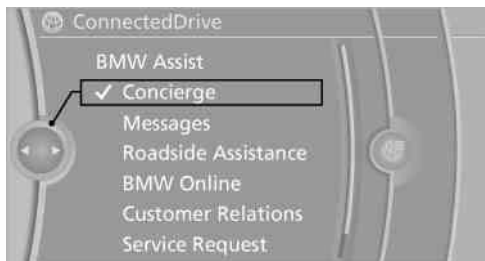 ConnectedDrive
BMW Assist
✓ Concierge
Messages
Roadside Assistance
BMW Online
Customer Relations
Service Request